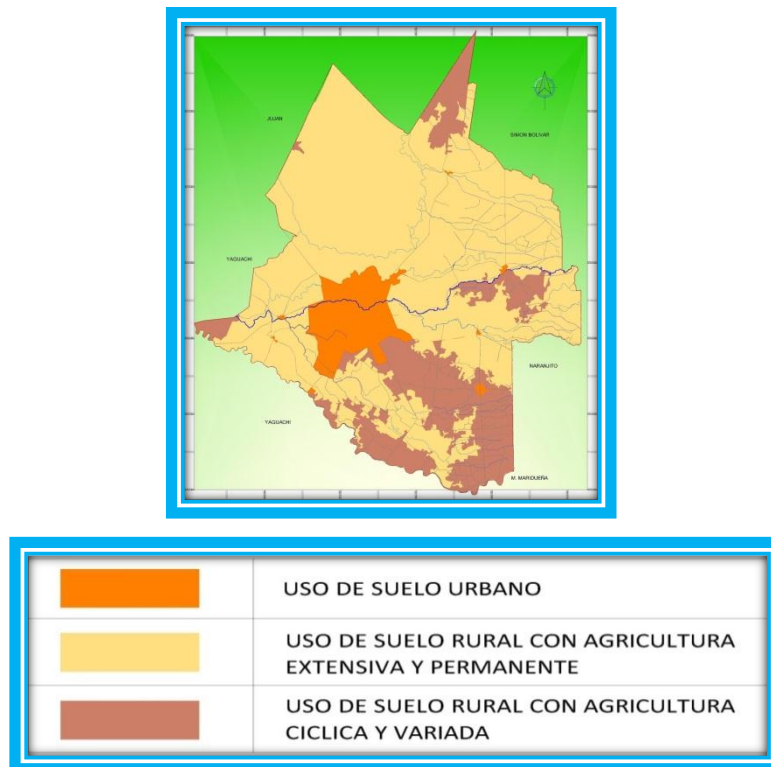 JUJAN
SIMON BOLIVAR
YAGUACHI
NARANJITO
YAGUACHI
M. MARIDUEÑA
USO DE SUELO URBANO
USO DE SUELO RURAL CON AGRICULTURA
EXTENSIVA Y PERMANENTE
USO DE SUELO RURAL CON AGRICULTURA
CICLICA Y VARIADA